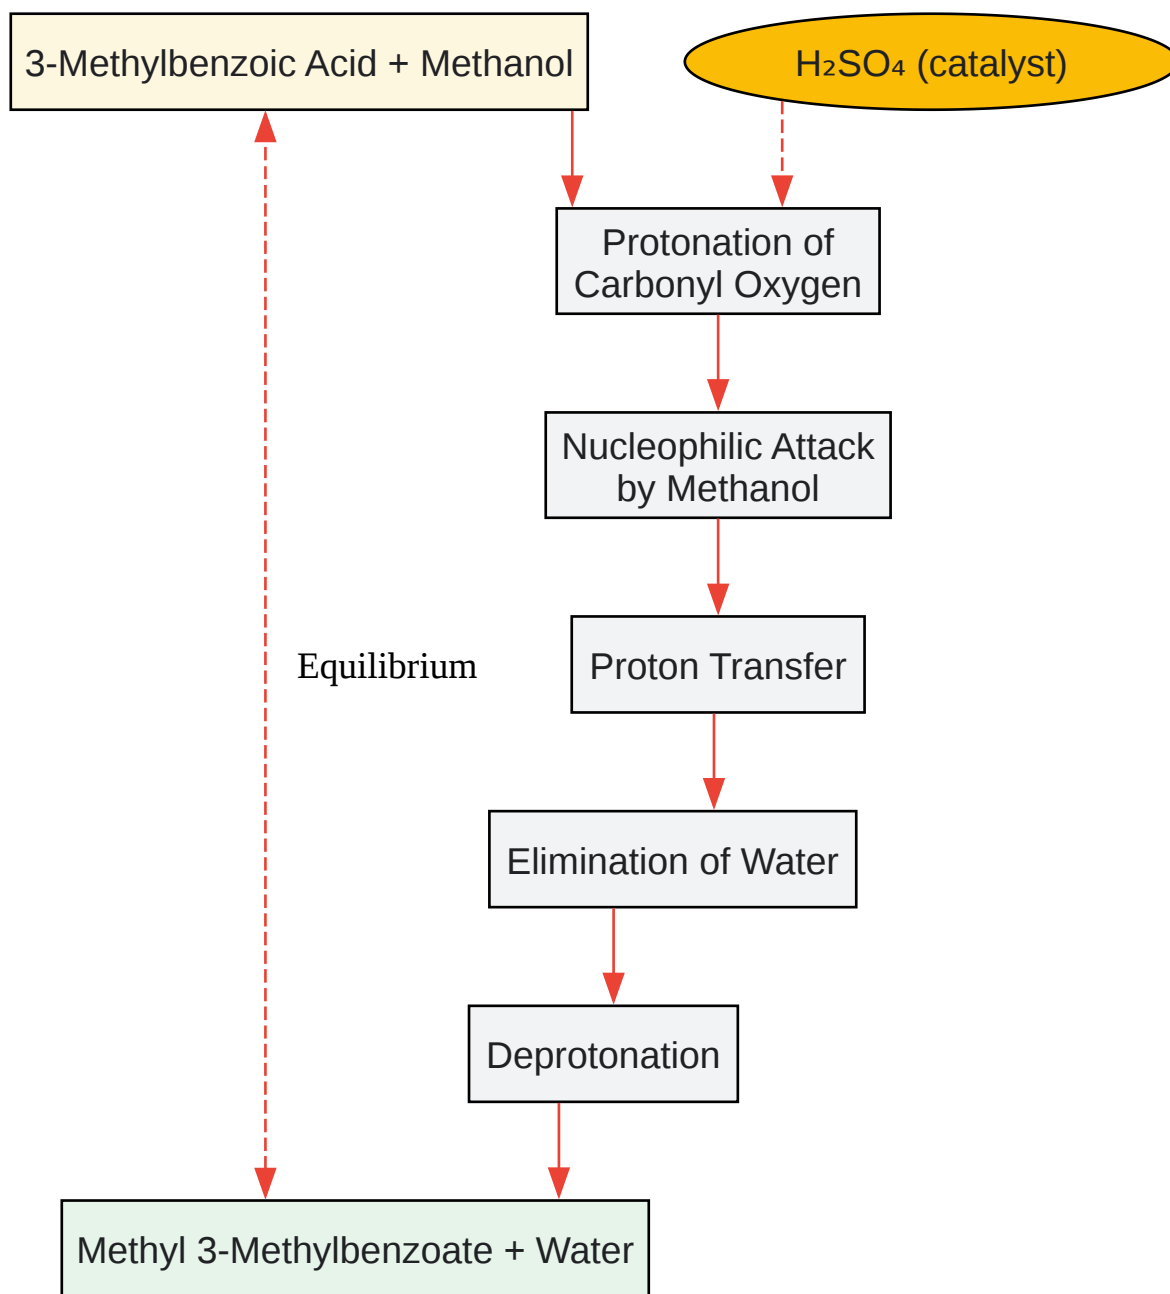 3-Methylbenzoic Acid + Methanol
H₂SO₄ (catalyst)
Protonation of
Carbonyl Oxygen
Nucleophilic Attack
by Methanol
Proton Transfer
Equilibrium
Elimination of Water
Deprotonation
Methyl 3-Methylbenzoate + Water